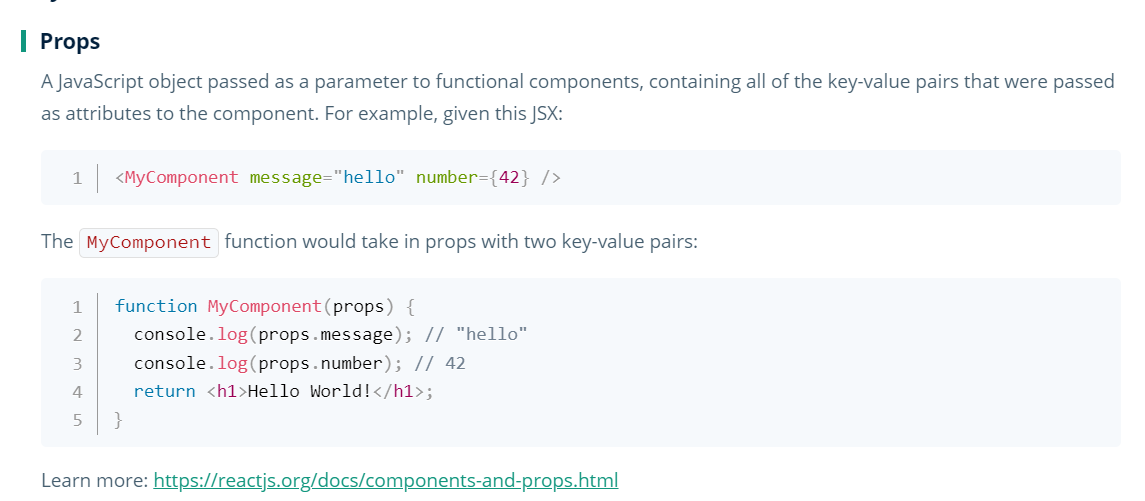 Props
A JavaScript object passed as a parameter to functional components, containing all of the key-value pairs that were passed
as attributes to the component. For example, given this JSX:
1 <MyComponent message="hello" number={42} />
The MyComponent function would take in props with two key-value pairs:
1 function MyComponent(props) {
2   console.log(props.message); // "hello"
3   console.log(props.number); // 42
4   return <h1>Hello World!</h1>;
5 }
Learn more: https://reactjs.org/docs/components-and-props.html